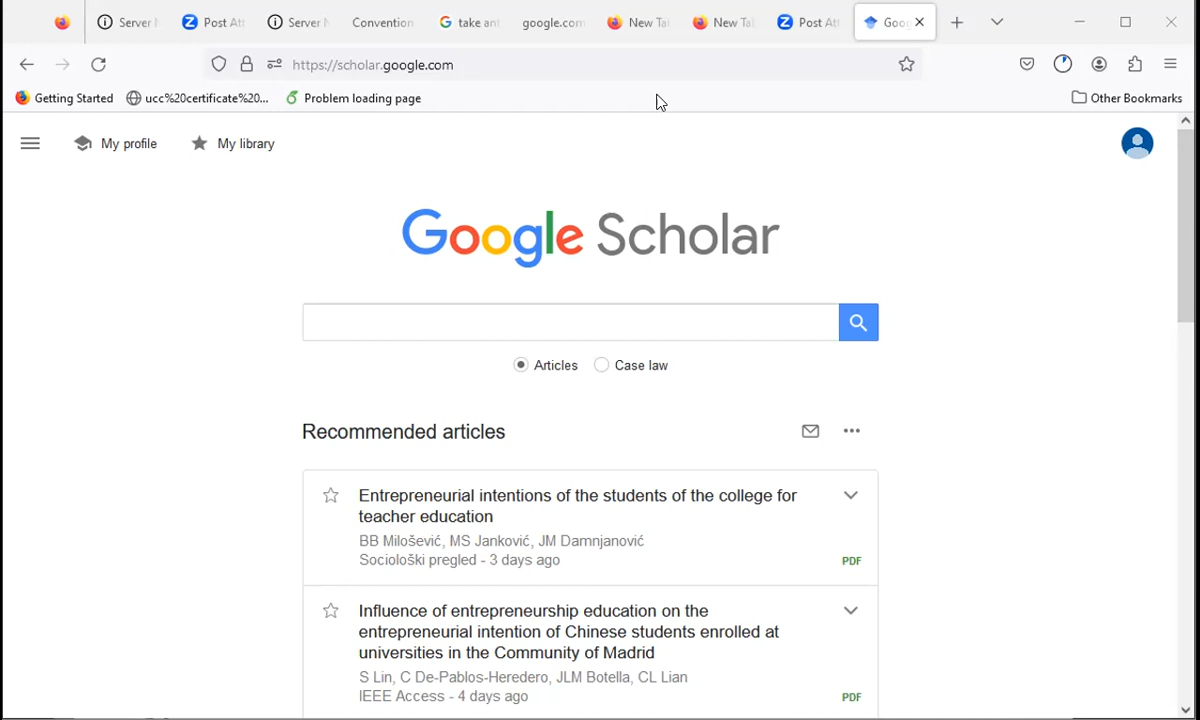 Server N Post Att Server N Convention take ant google.com New Tab New Tab Post Att Goog
https://scholar.google.com
Getting Started ucc%20certificate%20... Problem loading page Other Bookmarks
My profile My library
Google Scholar
Articles Case law
Recommended articles
Entrepreneurial intentions of the students of the college for
teacher education
BB Milošević, MS Janković, JM Damnjanović
Sociološki pregled - 3 days ago
PDF
Influence of entrepreneurship education on the
entrepreneurial intention of Chinese students enrolled at
universities in the Community of Madrid
S Lin, C De-Pablos-Heredero, JLM Botella, CL Lian
IEEE Access - 4 days ago
PDF